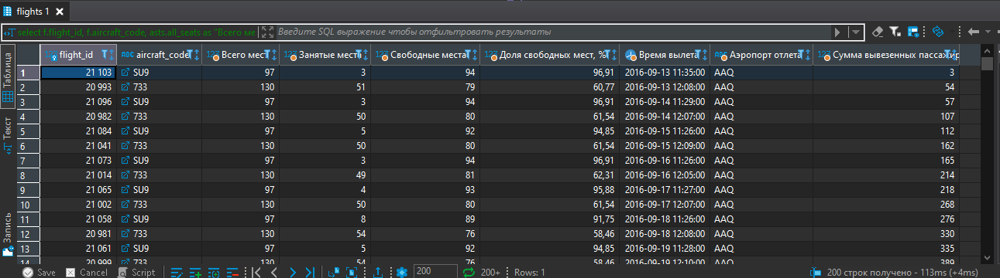 flights 1
select f.flight_id, f.aircraft_code, asts.all_seats as "Всего ме Введите SQL выражение чтобы отфильтровать результаты
flight_id aircraft_code Всего мест Занятые места Свободные места Доля свободных мест, % Время вылета Аэропорт отлета Сумма вывезенных пассажир
1 21 103 SU9 97 3 94 96,91 2016-09-13 11:35:00 AAQ 3
2 20 993 733 130 51 79 60,77 2016-09-13 12:08:00 AAQ 54
3 21 096 SU9 97 3 94 96,91 2016-09-14 11:29:00 AAQ 57
4 20 982 733 130 50 80 61,54 2016-09-14 12:07:00 AAQ 107
5 21 084 SU9 97 5 92 94,85 2016-09-15 11:26:00 AAQ 112
6 21 041 733 130 50 80 61,54 2016-09-15 12:09:00 AAQ 162
7 21 073 SU9 97 3 94 96,91 2016-09-16 11:26:00 AAQ 165
8 21 014 733 130 49 81 62,31 2016-09-16 12:05:00 AAQ 214
9 21 065 SU9 97 4 93 95,88 2016-09-17 11:27:00 AAQ 218
10 21 002 733 130 50 80 61,54 2016-09-17 12:07:00 AAQ 268
11 21 058 SU9 97 8 89 91,75 2016-09-18 11:26:00 AAQ 276
12 20 981 733 130 54 76 58,46 2016-09-18 12:08:00 AAQ 330
13 21 061 SU9 97 5 92 94,85 2016-09-19 11:28:00 AAQ 335
14 20 999 733 130 54 76 58,46 2016-09-19 12:10:00 AAQ 389
Таблица
Текст
Запись
Save Cancel Script 200 200+ Rows: 1 200 строк получено - 113ms (+4ms)